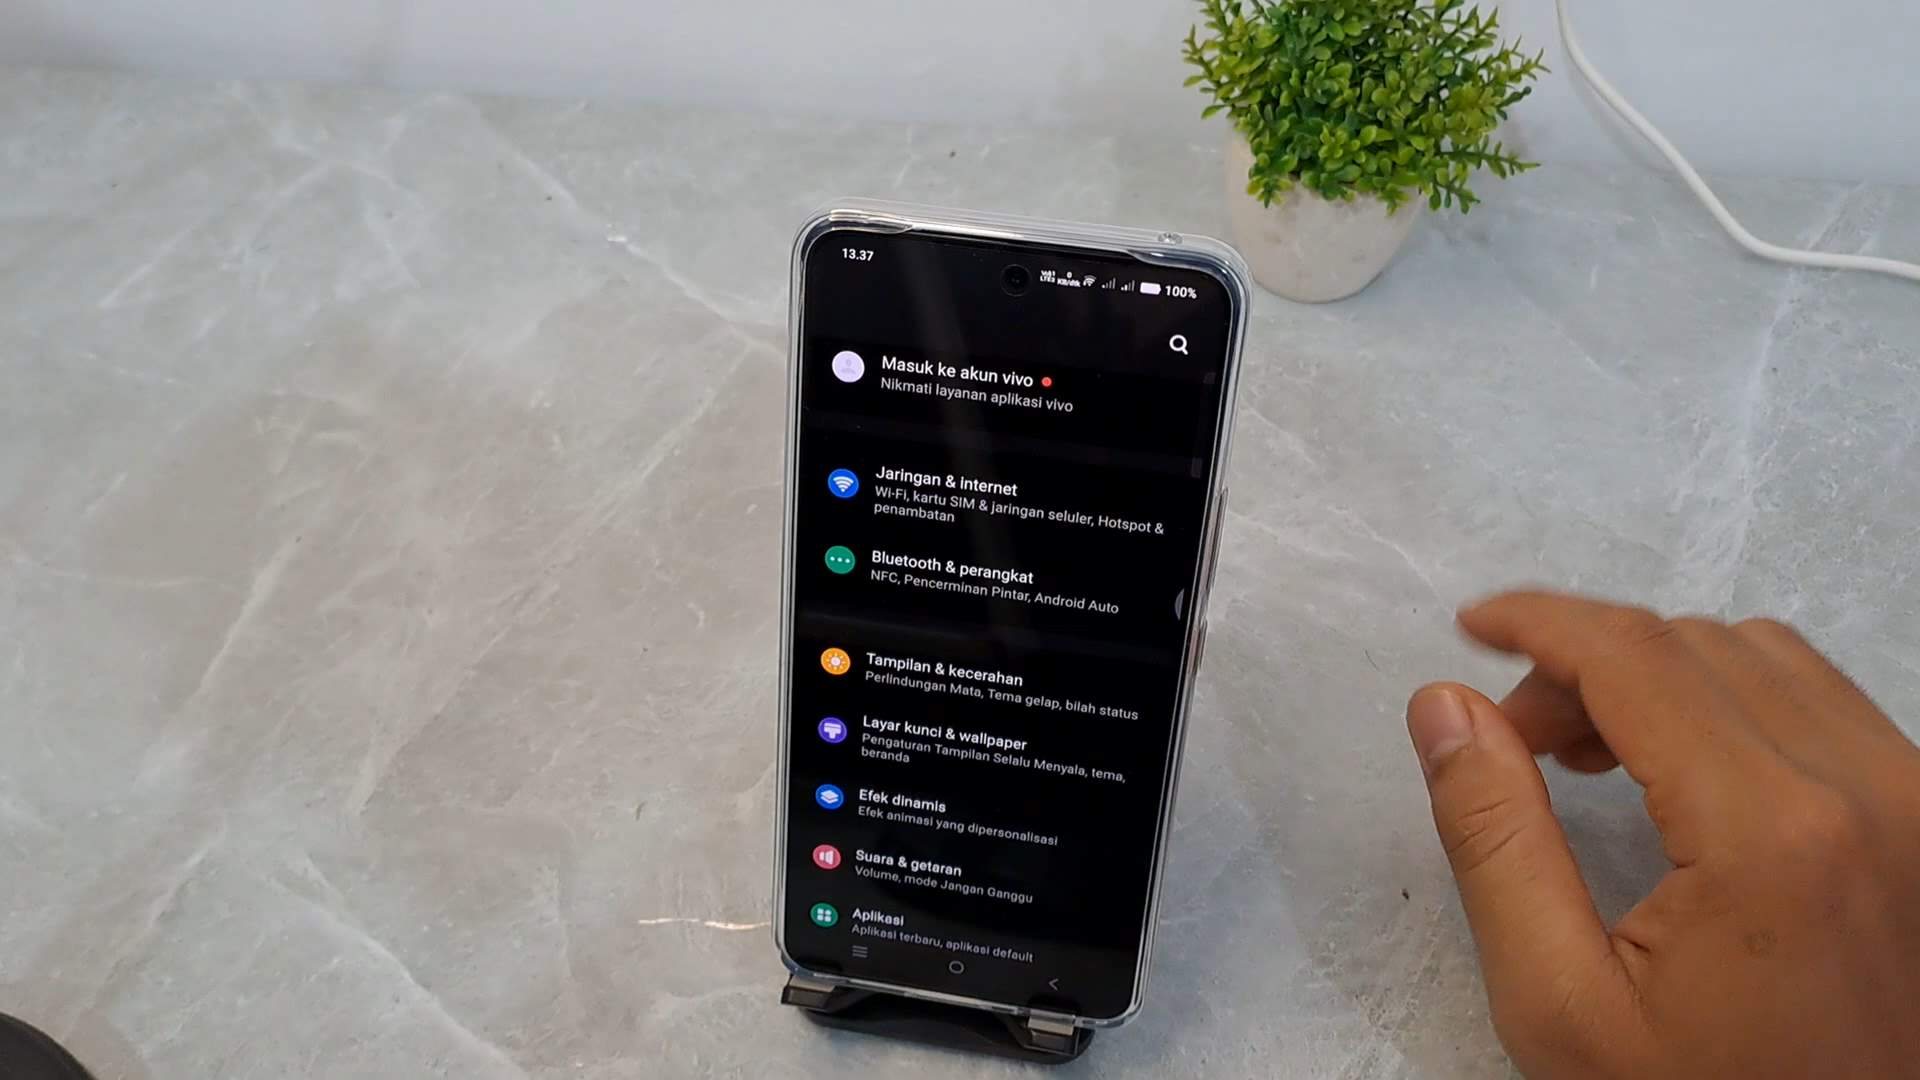 13.37
100%
Masuk ke akun vivo
Nikmati layanan aplikasi vivo
Jaringan & internet
Wi-Fi, kartu SIM & jaringan seluler, Hotspot &
penambatan
Bluetooth & perangkat
NFC, Pencerminan Pintar, Android Auto
Tampilan & kecerahan
Perlindungan Mata, Tema gelap, bilah status
Layar kunci & wallpaper
Pengaturan Tampilan Selalu Menyala, tema,
beranda
Efek dinamis
Efek animasi yang dipersonalisasi
Suara & getaran
Volume, mode Jangan Ganggu
Aplikasi
Aplikasi terbaru, aplikasi default